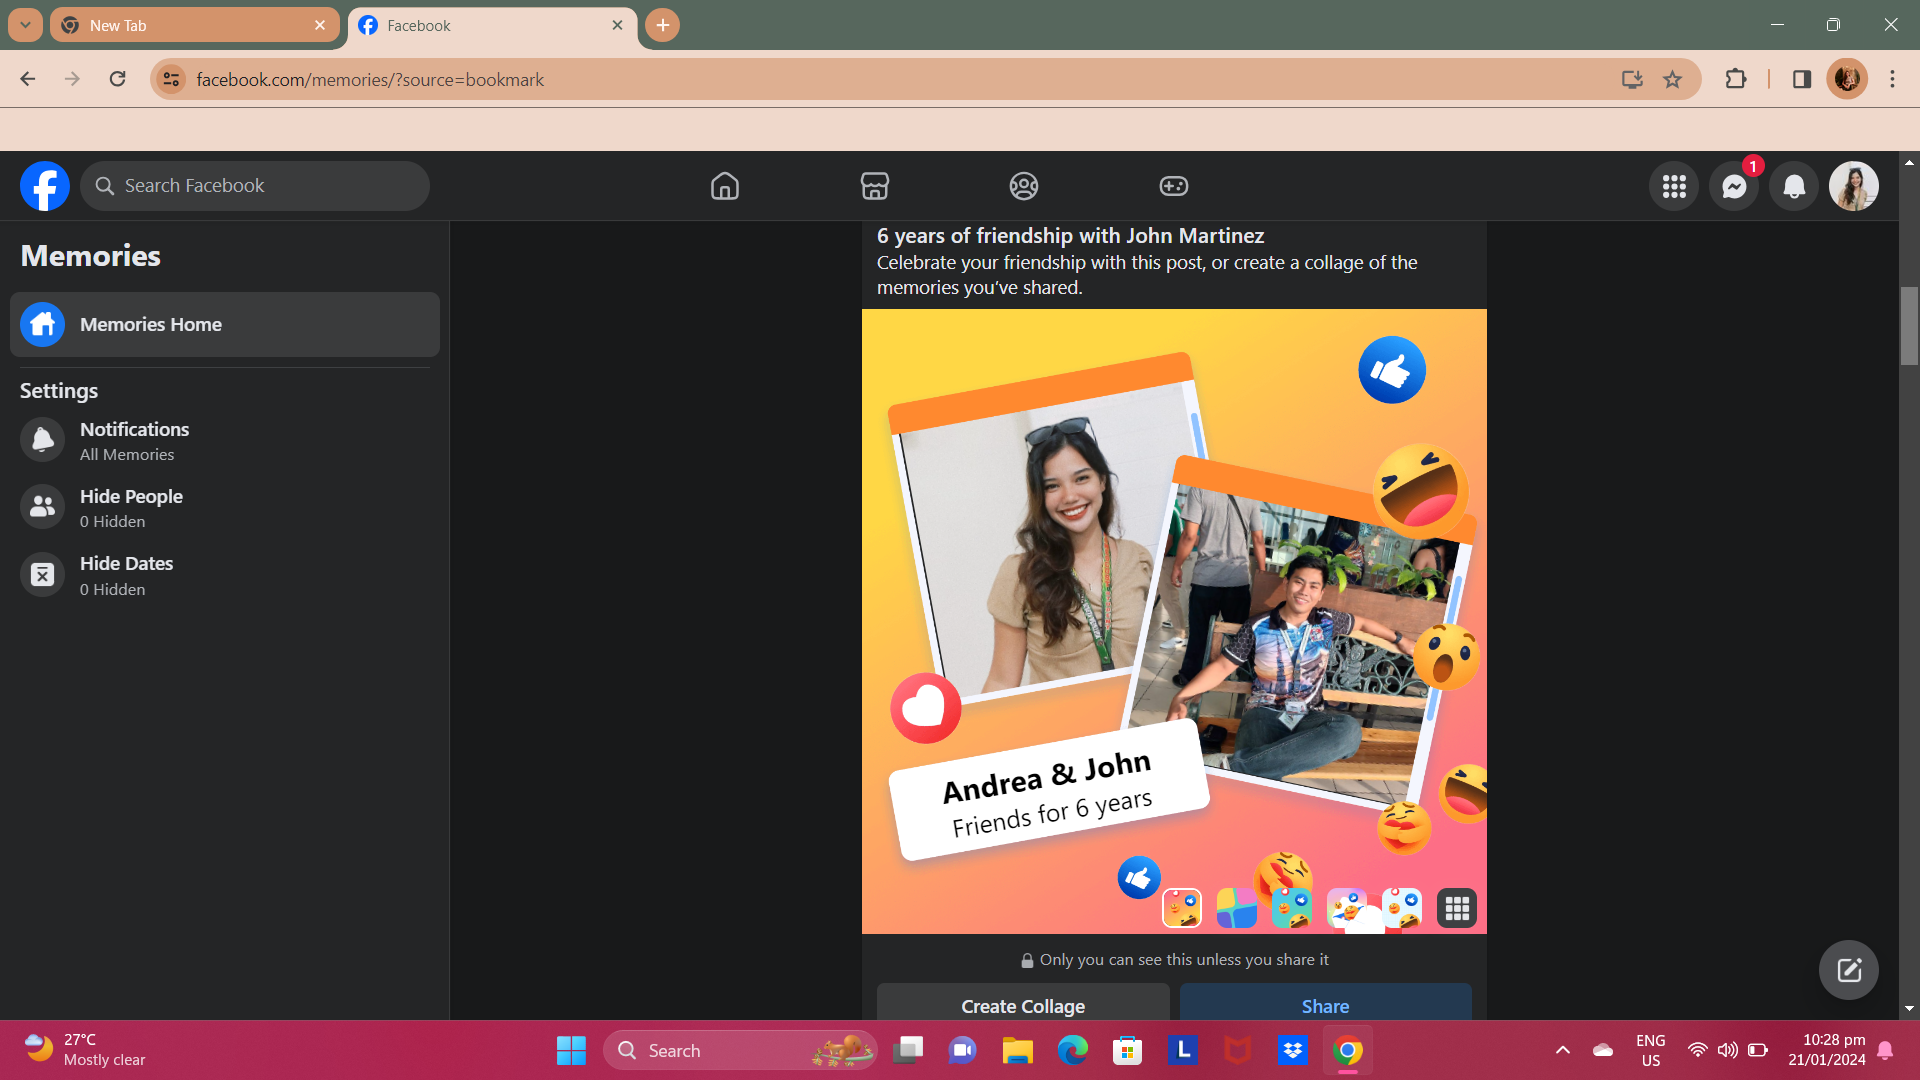 New Tab
Facebook
facebook.com/memories/?source=bookmark
Search Facebook
1
Memories
Memories Home
Settings
Notifications
All Memories
Hide People
0 Hidden
Hide Dates
0 Hidden
6 years of friendship with John Martinez
Celebrate your friendship with this post, or create a collage of the
memories you've shared.
Andrea & John
Friends for 6 years
Only you can see this unless you share it
Create Collage
Share
27°C
Mostly clear
Search
L
ENG
US
10:28 pm
21/01/2024